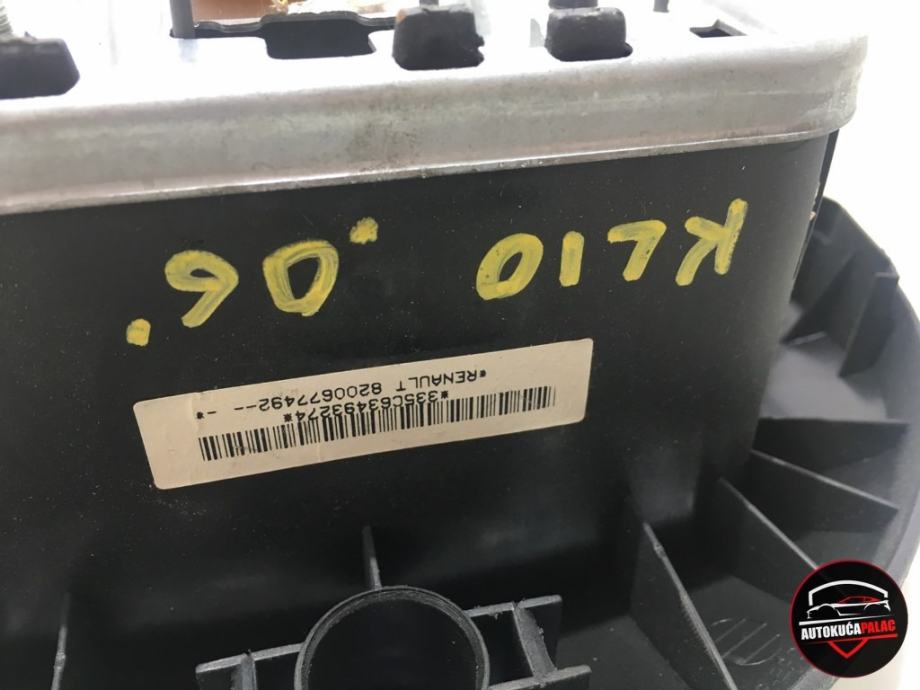 *335C63493274*
*RENAULT 8200677492-- -*
KLIO .06.
AUTOKUĆAPALAC